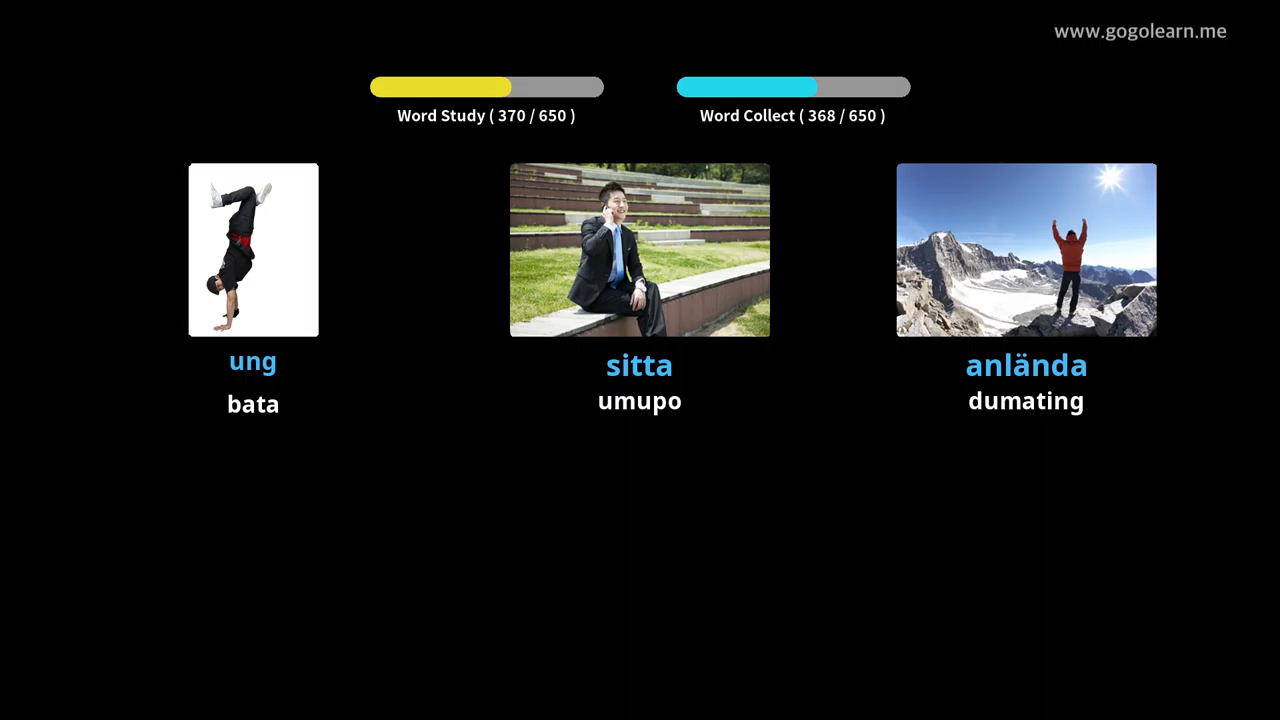 www.gogolearn.me
Word Study ( 370 / 650 )
Word Collect ( 368 / 650 )
ung
bata
sitta
umupo
anlända
dumating